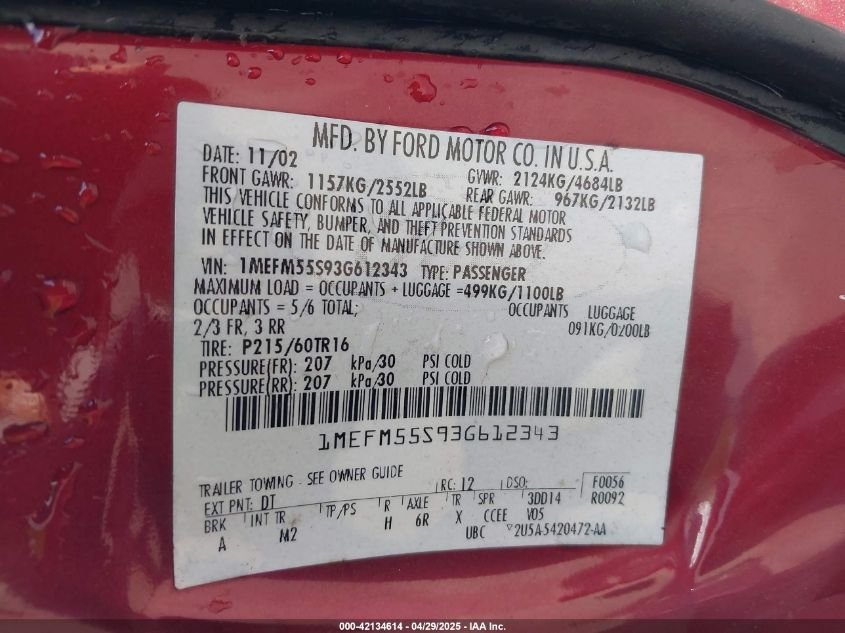 MFD. BY FORD MOTOR CO. IN U.S.A.
DATE: 11/02 GVWR: 2124KG/4684LB
FRONT GAWR: 1157KG/2552LB REAR GAWR: 967KG/2132LB
THIS VEHICLE CONFORMS TO ALL APPLICABLE FEDERAL MOTOR
VEHICLE SAFETY, BUMPER, AND THEFT PREVENTION STANDARDS
IN EFFECT ON THE DATE OF MANUFACTURE SHOWN ABOVE.
VIN: 1MEFM55S93G612343 TYPE: PASSENGER
MAXIMUM LOAD = OCCUPANTS + LUGGAGE =499KG/1100LB
OCCUPANTS = 5/6 TOTAL; OCCUPANTS LUGGAGE
2/3 FR, 3 RR 091KG/0200LB
TIRE: P215/60TR16
PRESSURE(FR): 207 kPa/30 PSI COLD
PRESSURE(RR): 207 kPa/30 PSI COLD
1MEFM55S93G612343
TRAILER TOWING - SEE OWNER GUIDE RC: 12 DSO: F0056
EXT PNT: DT R0092
BRK INT TR TP/PS R AXLE TR SPR 3DD14
A M2 H 6R X CCEE V05
UBC 2U5A-5420472-AA
000-42134614 - 04/29/2025 - IAA Inc.